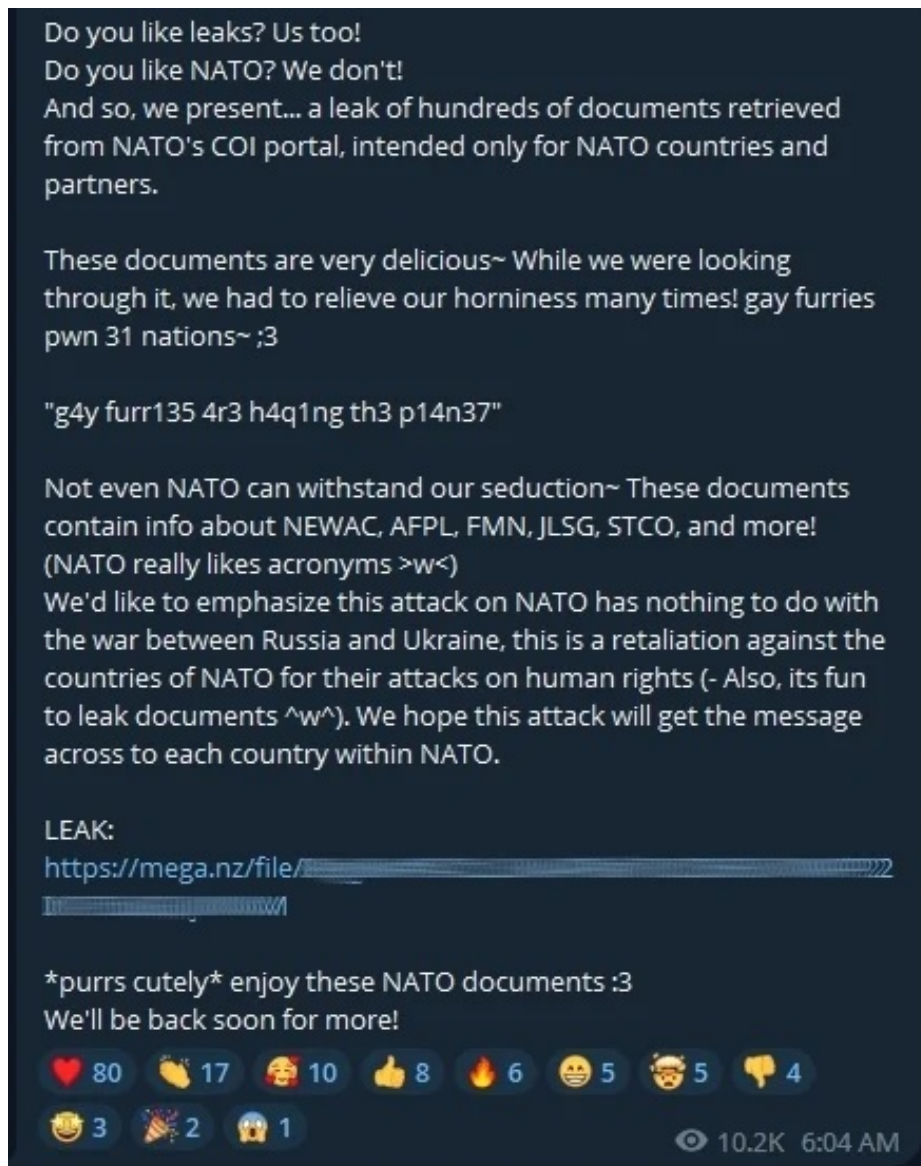 Do you like leaks? Us too!
Do you like NATO? We don't!
And so, we present... a leak of hundreds of documents retrieved
from NATO's COI portal, intended only for NATO countries and
partners.
These documents are very delicious~ While we were looking
through it, we had to relieve our horniness many times! gay furries
pwn 31 nations~ ;3
"g4y furr135 4r3 h4q1ng th3 p14n37"
Not even NATO can withstand our seduction~ These documents
contain info about NEWAC, AFPL, FMN, JLSG, STCO, and more!
(NATO really likes acronyms >w<)
We'd like to emphasize this attack on NATO has nothing to do with
the war between Russia and Ukraine, this is a retaliation against the
countries of NATO for their attacks on human rights (- Also, its fun
to leak documents ^w^). We hope this attack will get the message
across to each country within NATO.
LEAK:
https://mega.nz/file/
*purrs cutely* enjoy these NATO documents :3
We'll be back soon for more!
80 17 10 8 6 5 5 4
3 2 1
10.2K 6:04 AM